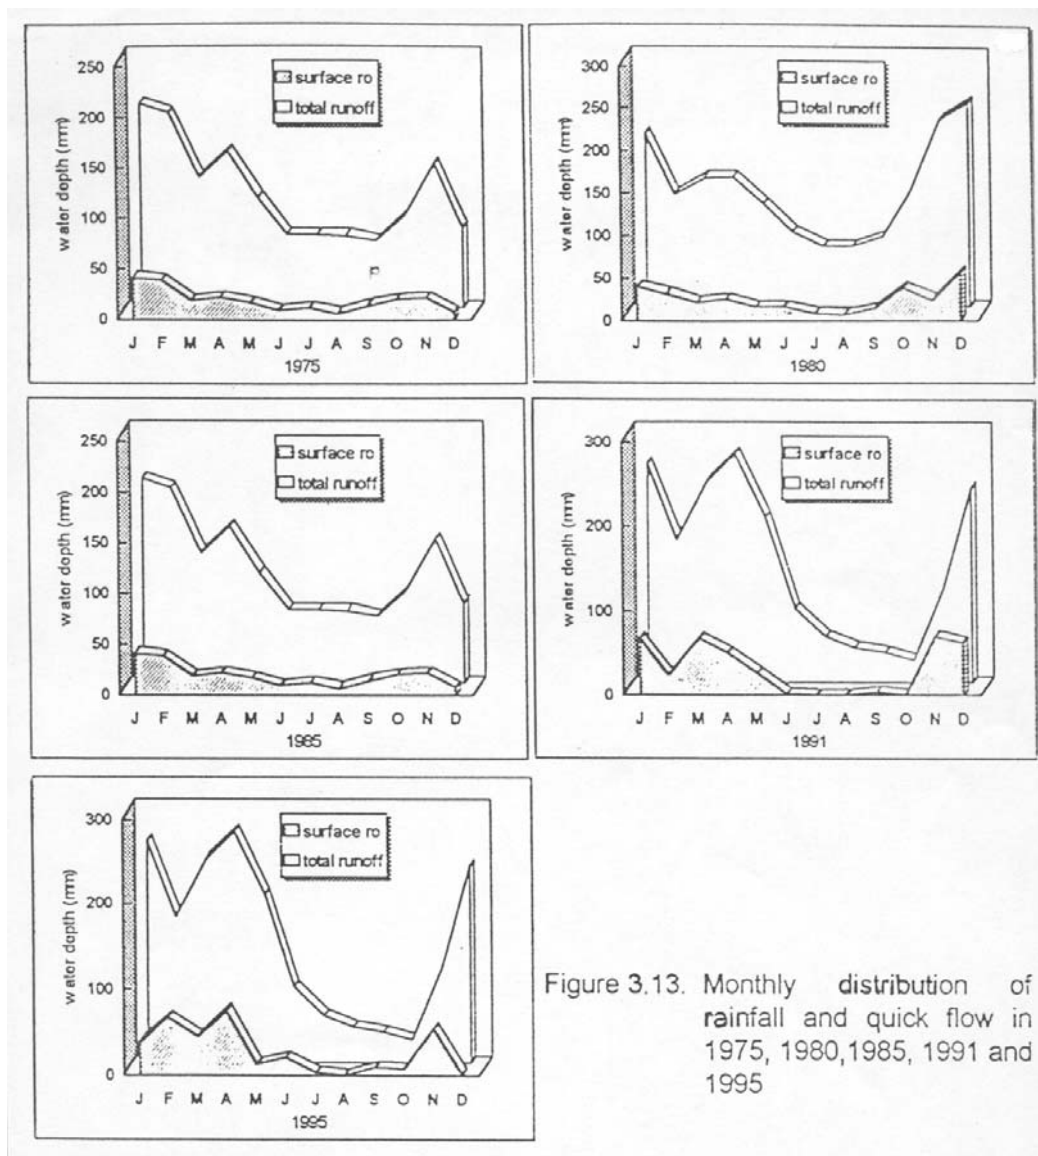 250
200
150
100
50
0
water depth (mm)
surface ro
total runoff
J F M A M J J A S O N D
1975
300
250
200
150
100
50
0
water depth (mm)
surface ro
total runoff
J F M A M J J A S O N D
1980
250
200
150
100
50
0
water depth (mm)
surface ro
total runoff
J F M A M J J A S O N D
1985
300
200
100
0
water depth (mm)
surface ro
total runoff
J F M A M J J A S O N D
1991
300
200
100
0
water depth (mm)
surface ro
total runoff
J F M A M J J A S O N D
1995
Figure 3.13. Monthly distribution of
rainfall and quick flow in
1975, 1980,1985, 1991 and
1995